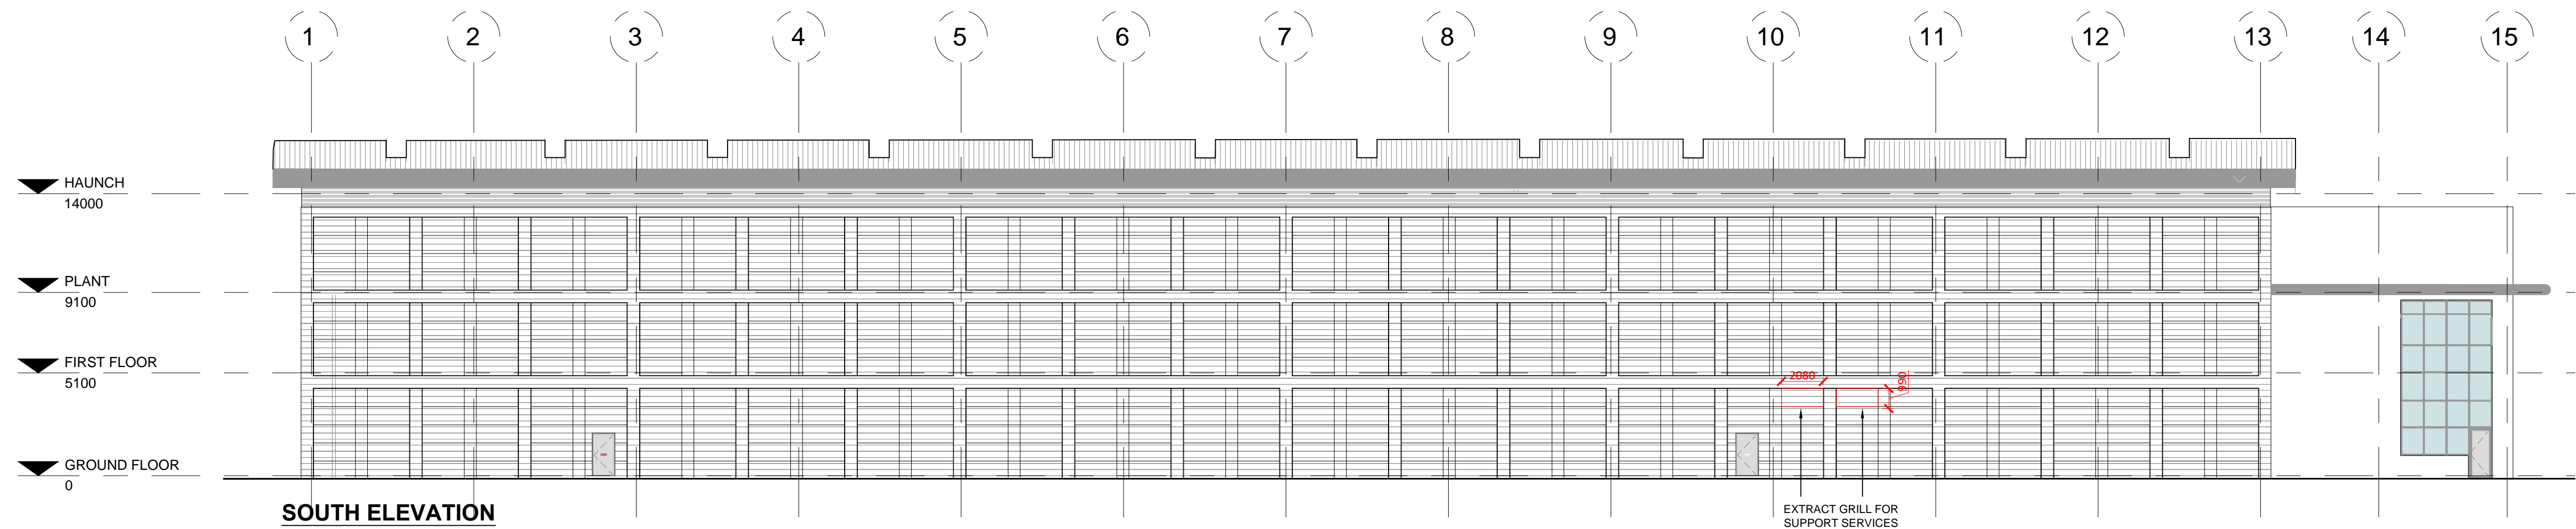 1 2 3 4 5 6 7 8 9 10 11 12 13 14 15
HAUNCH
14000
PLANT
9100
FIRST FLOOR
5100
2080
990
GROUND FLOOR
0
SOUTH ELEVATION
EXTRACT GRILL FOR
SUPPORT SERVICES